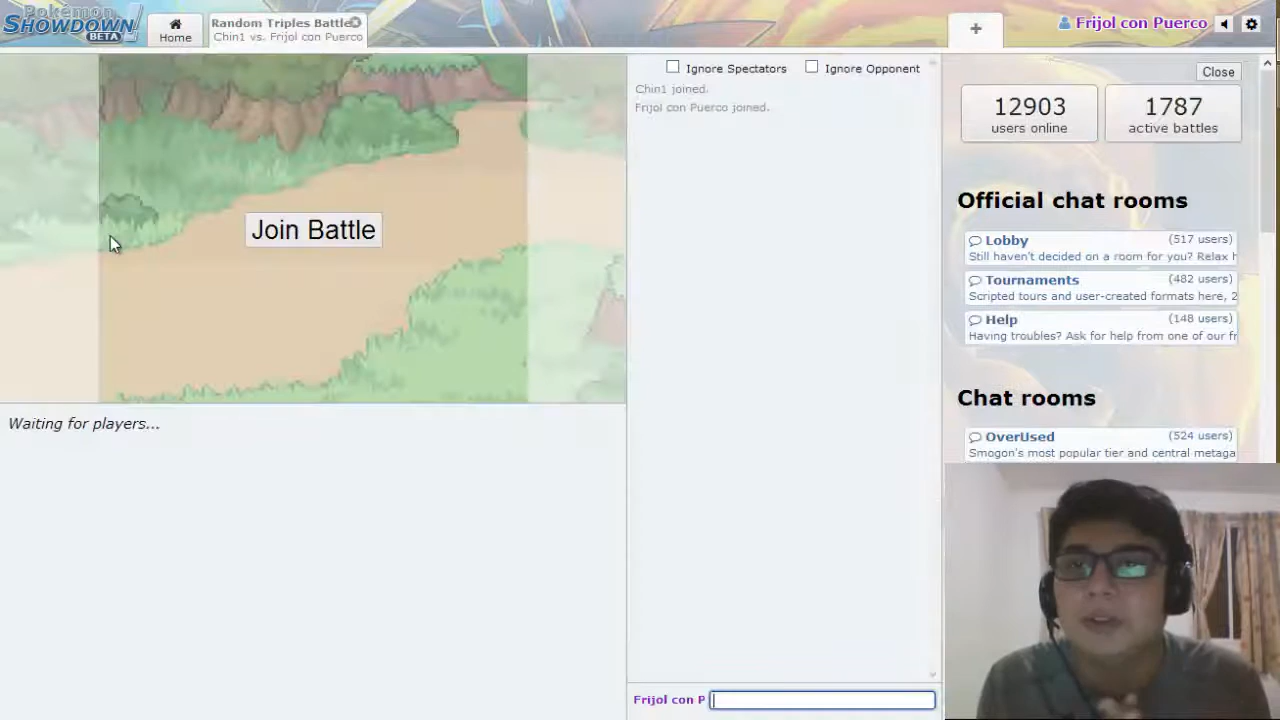 Pokémon
SHOWDOWN!
BETA
Home
Random Triples Battle
Chin1 vs. Frijol con Puerco
+
Frijol con Puerco
Ignore Spectators
Ignore Opponent
Chin1 joined.
Frijol con Puerco joined.
Join Battle
Waiting for players...
Frijol con P
Close
12903
users online
1787
active battles
Official chat rooms
Lobby
(517 users)
Still haven't decided on a room for you? Relax h
Tournaments
(482 users)
Scripted tours and user-created formats here, 2
Help
(148 users)
Having troubles? Ask for help from one of our fr
Chat rooms
OverUsed
(524 users)
Smogon's most popular tier and central metaga